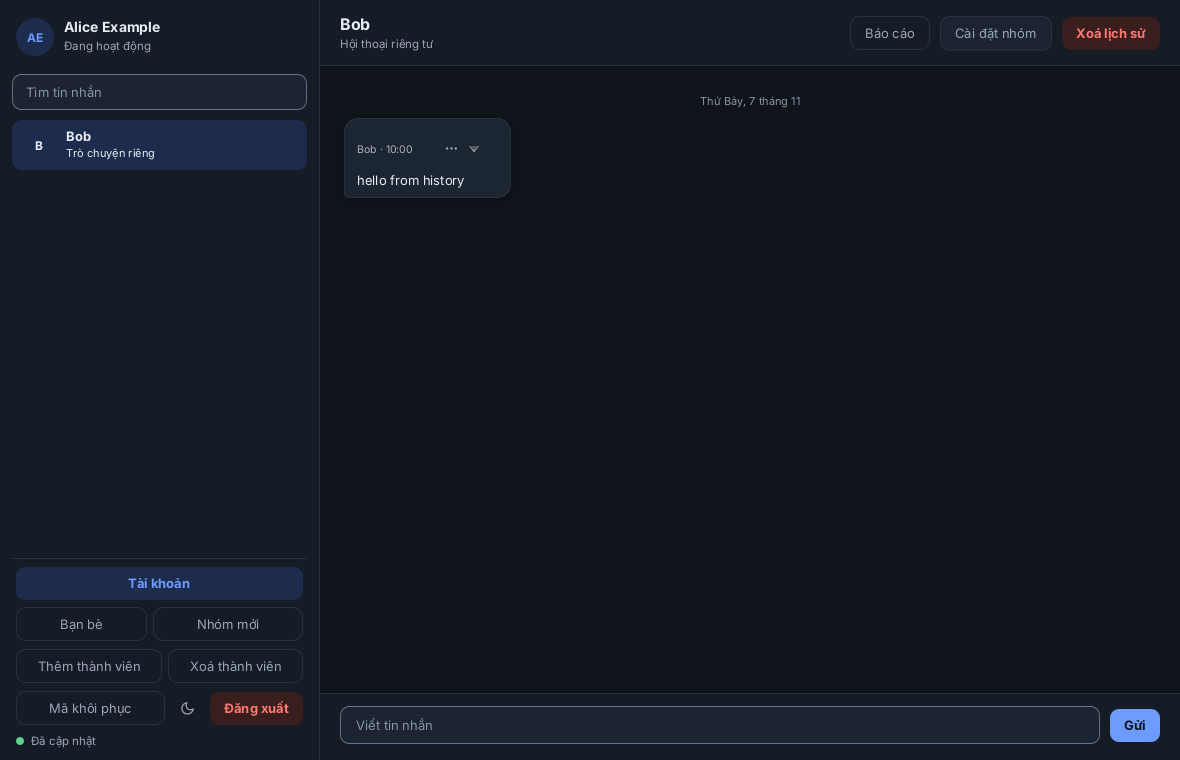 AE
Alice Example
Đang hoạt động
Tìm tin nhắn
B
Bob
Trò chuyện riêng
Tài khoản
Bạn bè
Nhóm mới
Thêm thành viên
Xoá thành viên
Mã khôi phục
Đăng xuất
Đã cập nhật
Bob
Hội thoại riêng tư
Báo cáo
Cài đặt nhóm
Xoá lịch sử
Thứ Bảy, 7 tháng 11
Bob · 10:00
hello from history
Viết tin nhắn
Gửi